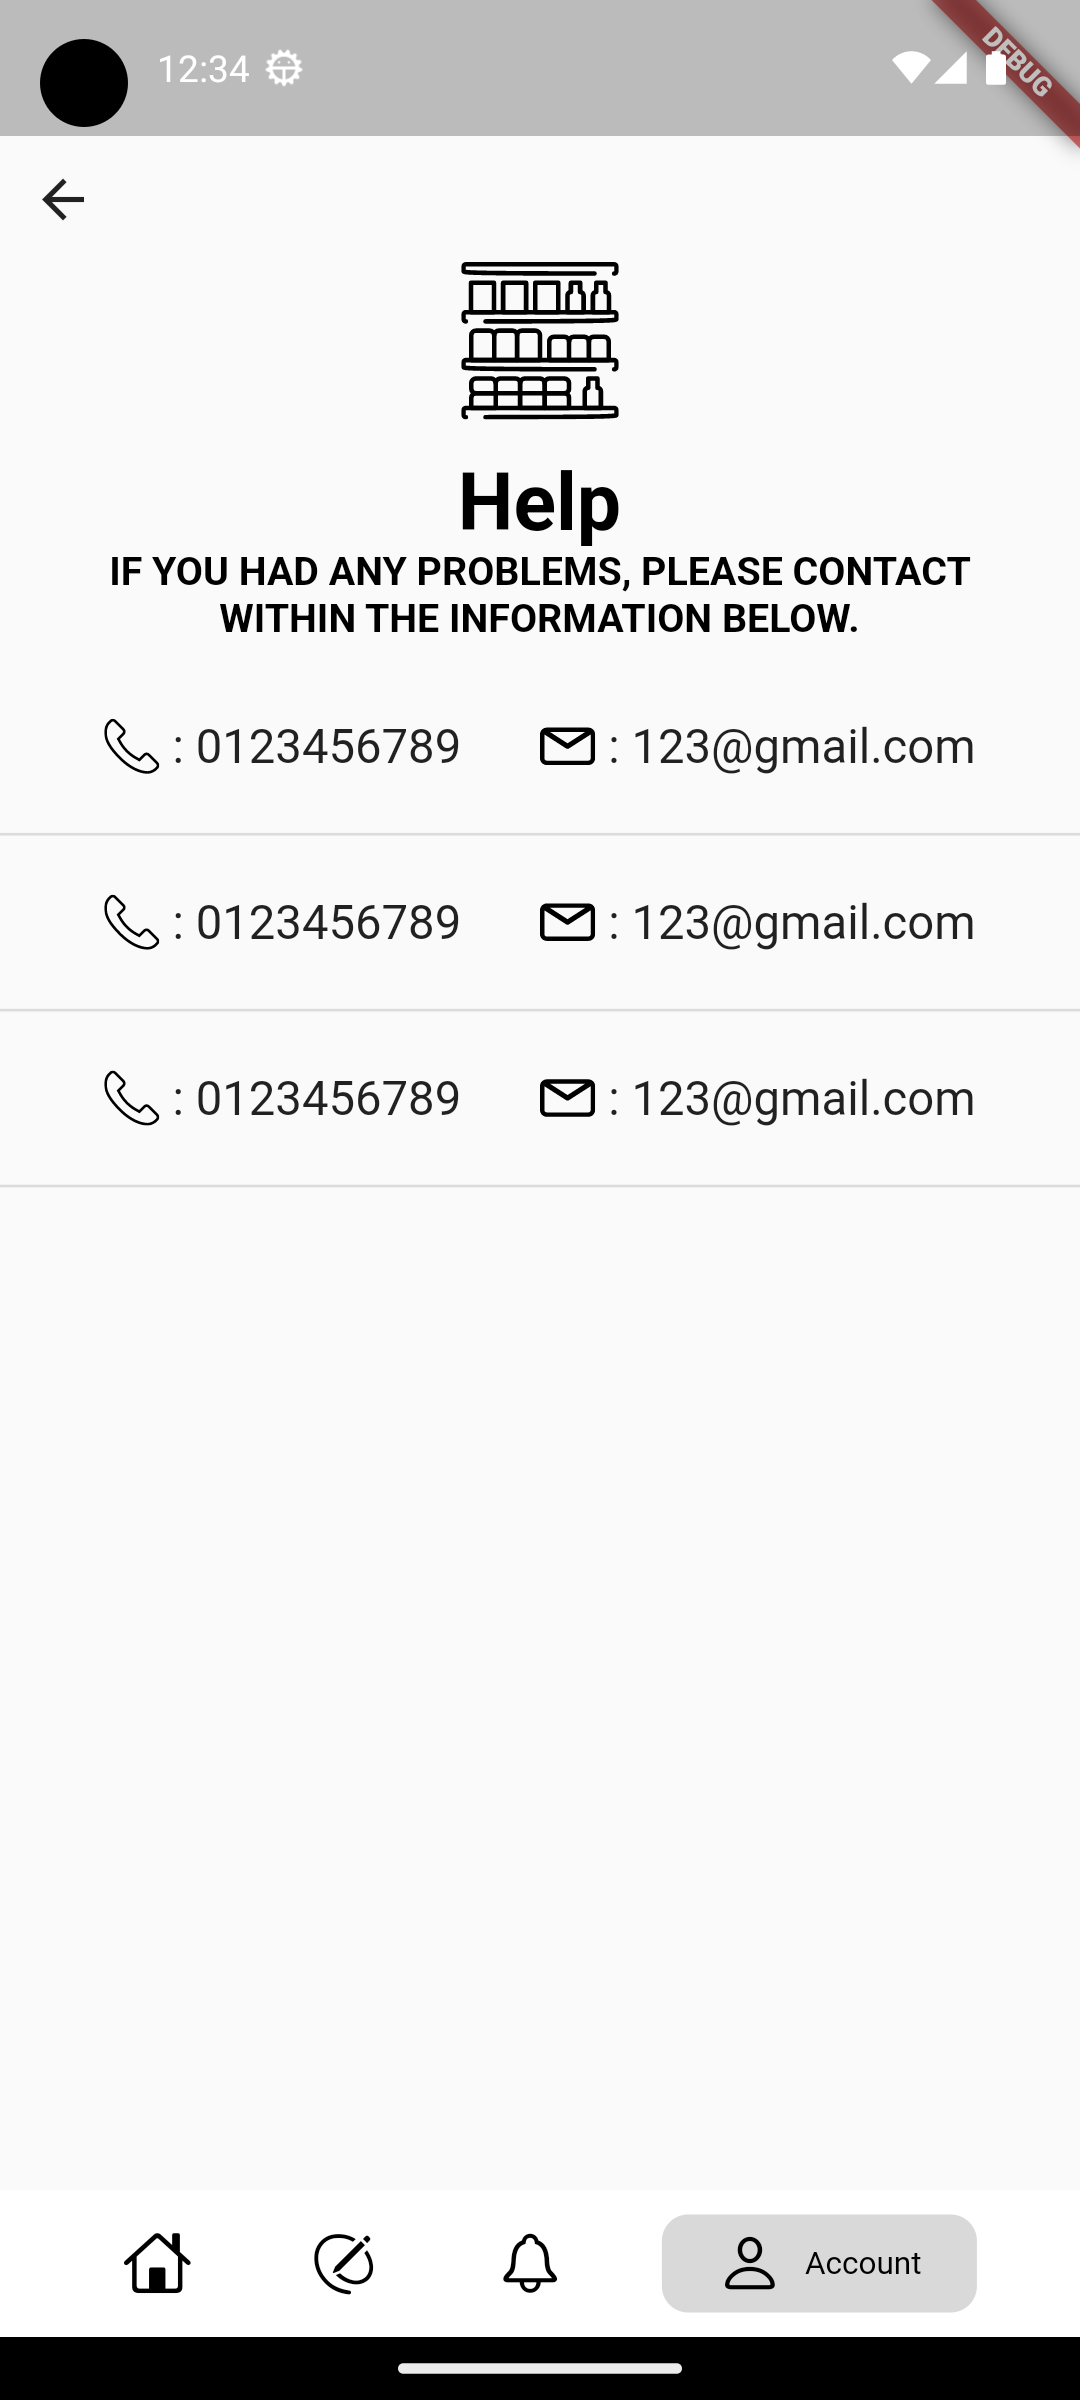 12:34
DEBUG
Help
IF YOU HAD ANY PROBLEMS, PLEASE CONTACT
WITHIN THE INFORMATION BELOW.
: 0123456789 : 123@gmail.com
: 0123456789 : 123@gmail.com
: 0123456789 : 123@gmail.com
Account